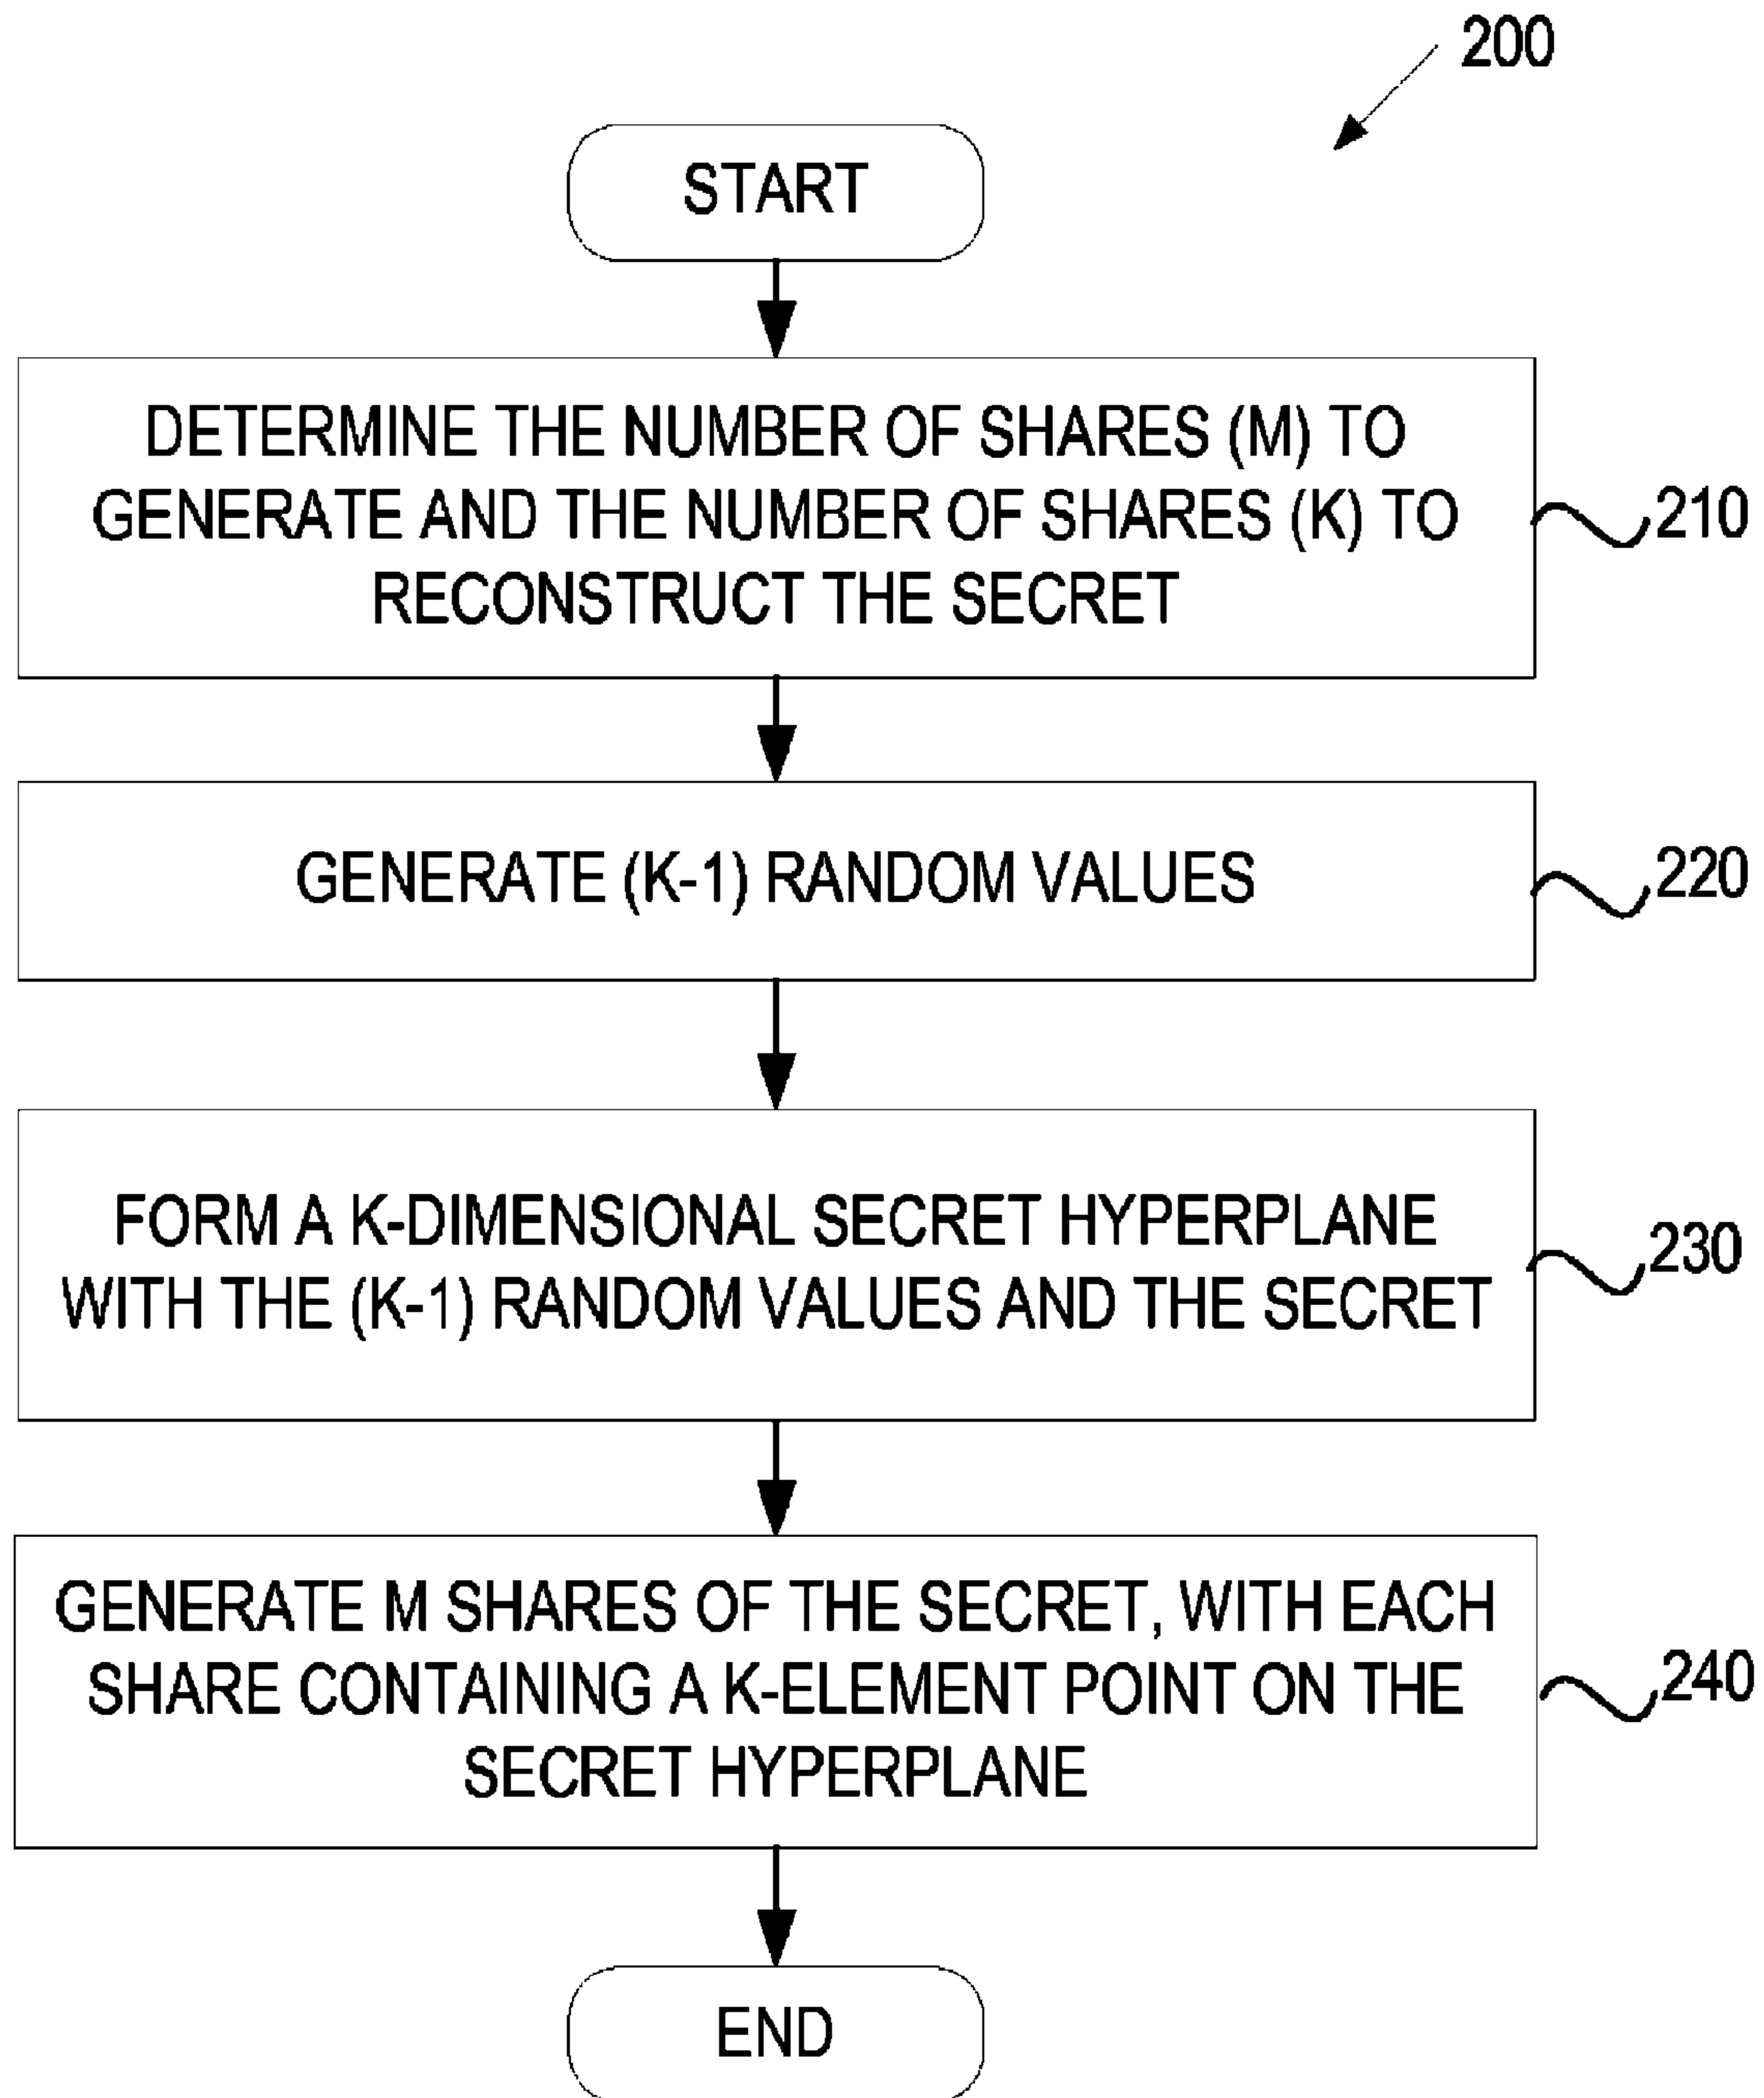 200
START
DETERMINE THE NUMBER OF SHARES (M) TO
GENERATE AND THE NUMBER OF SHARES (K) TO
RECONSTRUCT THE SECRET
210
GENERATE (K-1) RANDOM VALUES
220
FORM A K-DIMENSIONAL SECRET HYPERPLANE
WITH THE (K-1) RANDOM VALUES AND THE SECRET
230
GENERATE M SHARES OF THE SECRET, WITH EACH
SHARE CONTAINING A K-ELEMENT POINT ON THE
SECRET HYPERPLANE
240
END